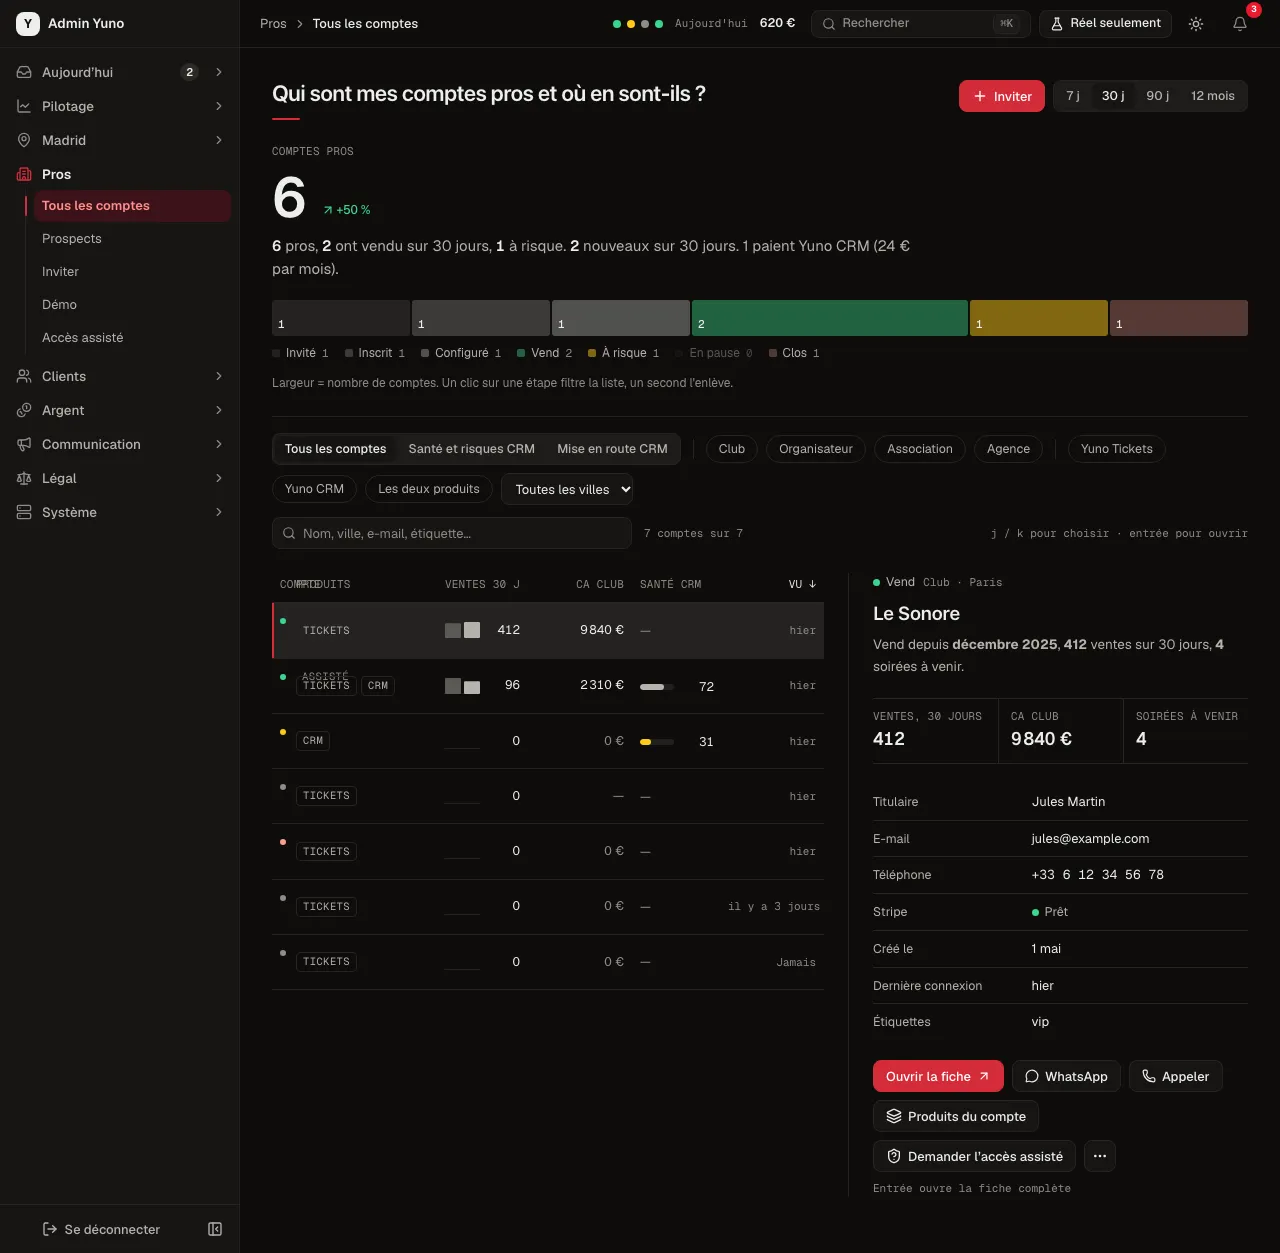 Y Admin Yuno
Pros > Tous les comptes
Aujourd'hui 620 €
Rechercher ⌘K
Réel seulement
3
Aujourd'hui 2
Pilotage
Madrid
Pros
Tous les comptes
Prospects
Inviter
Démo
Accès assisté
Clients
Argent
Communication
Légal
Système
Se déconnecter
Qui sont mes comptes pros et où en sont-ils ?
+ Inviter
7 j 30 j 90 j 12 mois
COMPTES PROS
6 +50 %
6 pros, 2 ont vendu sur 30 jours, 1 à risque. 2 nouveaux sur 30 jours. 1 paient Yuno CRM (24 €
par mois).
1 1 1 2 1 1
Invité 1 Inscrit 1 Configuré 1 Vend 2 À risque 1 En pause 0 Clos 1
Largeur = nombre de comptes. Un clic sur une étape filtre la liste, un second l'enlève.
Tous les comptes Santé et risques CRM Mise en route CRM Club Organisateur Association Agence Yuno Tickets
Yuno CRM Les deux produits Toutes les villes
Nom, ville, e-mail, étiquette… 7 comptes sur 7 j / k pour choisir · entrée pour ouvrir
COMPTE PRODUITS VENTES 30 J CA CLUB SANTÉ CRM VU ↓
TICKETS 412 9 840 € — hier
ASSISTÉ
TICKETS CRM 96 2 310 € 72 hier
CRM 0 0 € 31 hier
TICKETS 0 — — hier
TICKETS 0 0 € — hier
TICKETS 0 0 € — il y a 3 jours
TICKETS 0 0 € — Jamais
Vend Club · Paris
Le Sonore
Vend depuis décembre 2025, 412 ventes sur 30 jours, 4
soirées à venir.
VENTES, 30 JOURS CA CLUB SOIRÉES À VENIR
412 9 840 € 4
Titulaire Jules Martin
E-mail jules@example.com
Téléphone +33 6 12 34 56 78
Stripe Prêt
Créé le 1 mai
Dernière connexion hier
Étiquettes vip
Ouvrir la fiche WhatsApp Appeler
Produits du compte
Demander l'accès assisté ···
Entrée ouvre la fiche complète